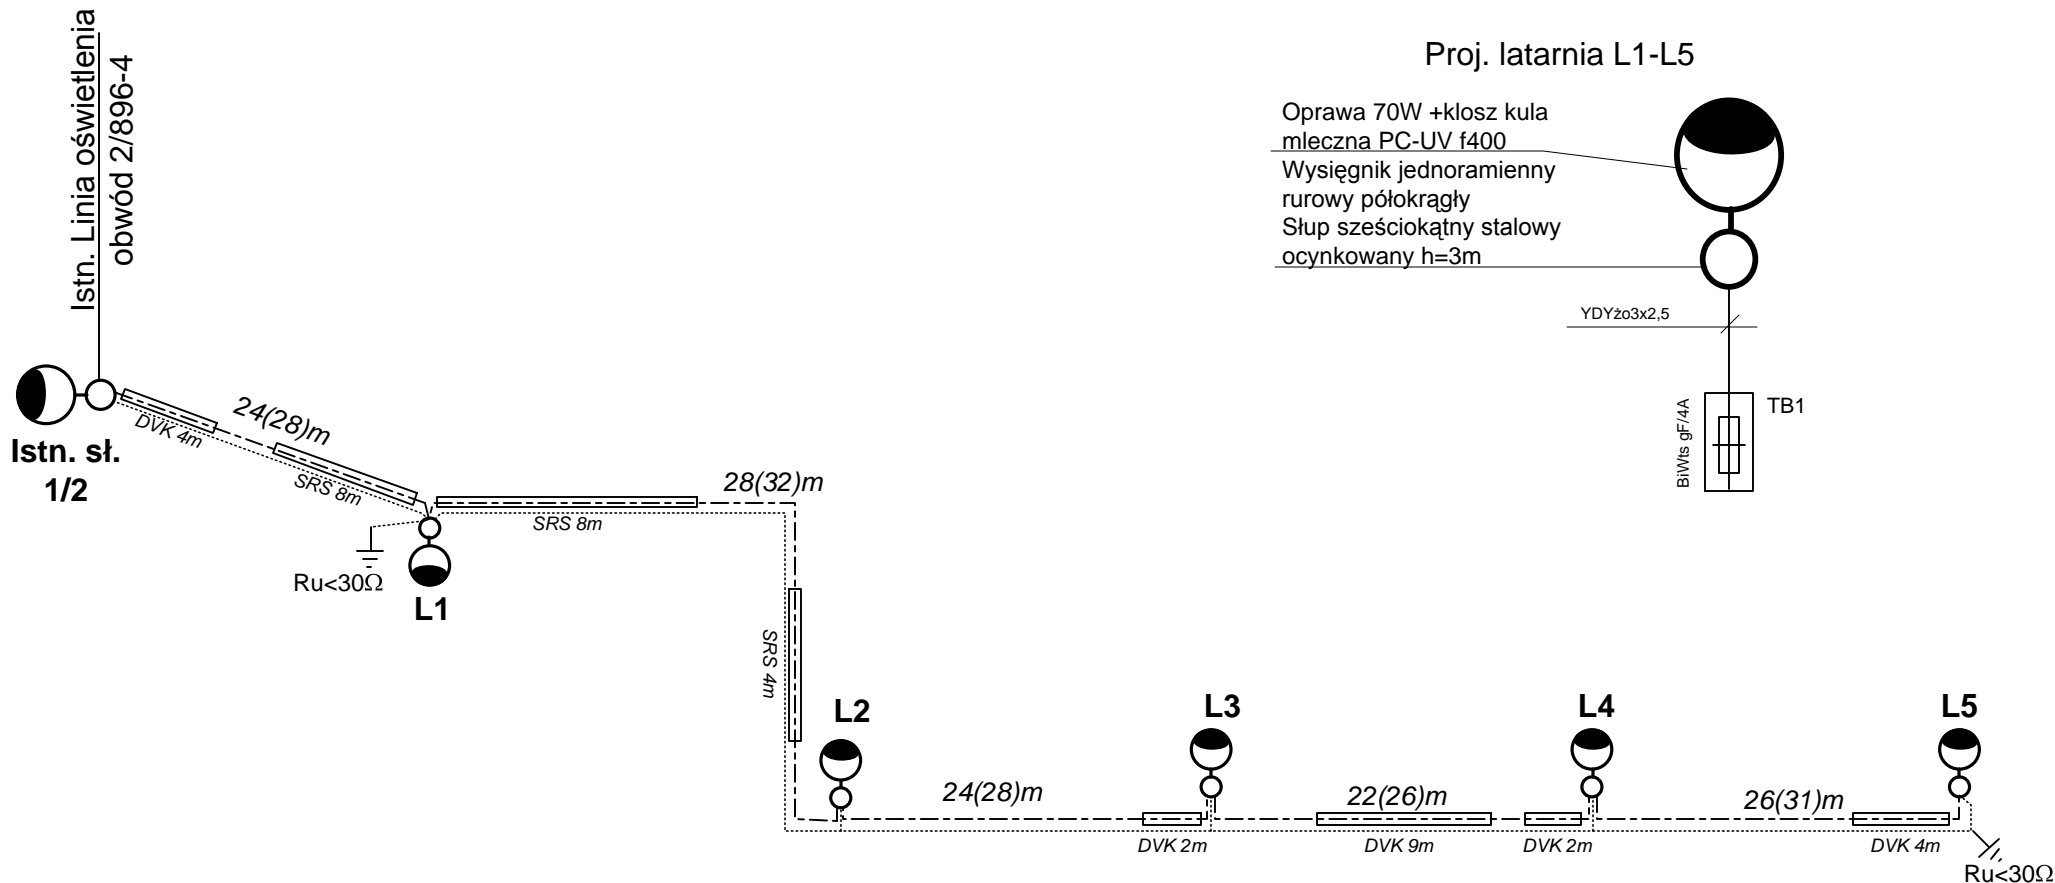 Istn. Linia oświetlenia
obwód 2/896-4
Proj. latarnia L1-L5
Oprawa 70W +klosz kula
mleczna PC-UV f400
Wysięgnik jednoramienny
rurowy półokrągły
Słup sześciokątny stalowy
ocynkowany h=3m
YDYżo3x2,5
BiWts gF/4A
TB1
Istn. sł.
1/2
24(28)m
DVK 4m
SRS 8m
Ru<30Ω
L1
28(32)m
SRS 8m
SRS 4m
L2
L3
L4
L5
24(28)m
22(26)m
26(31)m
DVK 2m
DVK 9m
DVK 2m
DVK 4m
Ru<30Ω